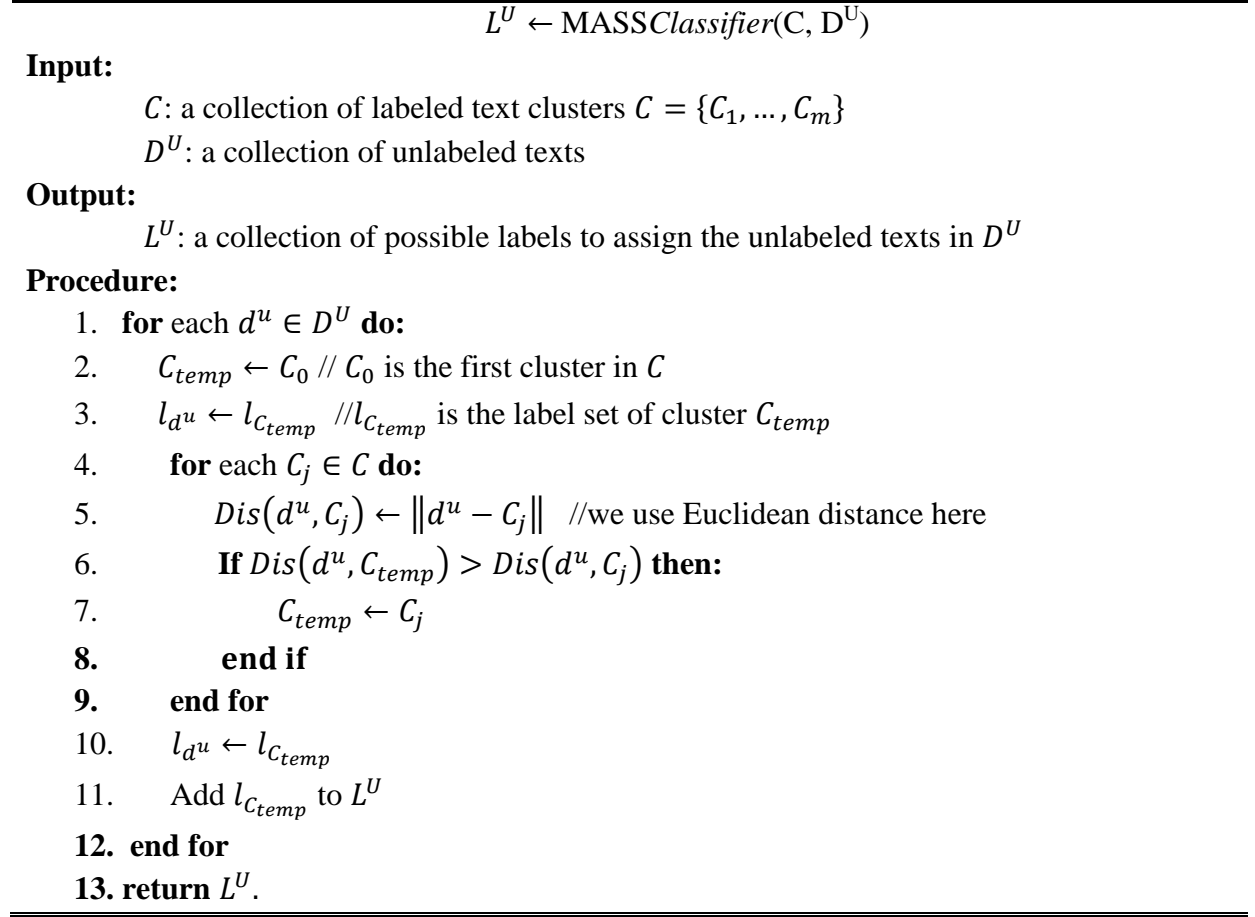 L^U ← MASSClassifier(C, D^U)
Input:
C: a collection of labeled text clusters C = {C_1, … , C_m}
D^U: a collection of unlabeled texts
Output:
L^U: a collection of possible labels to assign the unlabeled texts in D^U
Procedure:
1. for each d^u ∈ D^U do:
2. C_temp ← C_0 // C_0 is the first cluster in C
3. l_{d^u} ← l_{C_temp} //l_{C_temp} is the label set of cluster C_temp
4. for each C_j ∈ C do:
5. Dis(d^u, C_j) ← ‖d^u − C_j‖ //we use Euclidean distance here
6. If Dis(d^u, C_temp) > Dis(d^u, C_j) then:
7. C_temp ← C_j
8. end if
9. end for
10. l_{d^u} ← l_{C_temp}
11. Add l_{C_temp} to L^U
12. end for
13. return L^U.